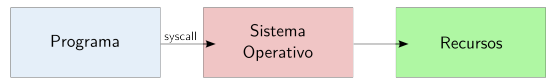 Programa
syscall
Sistema
Operativo
Recursos